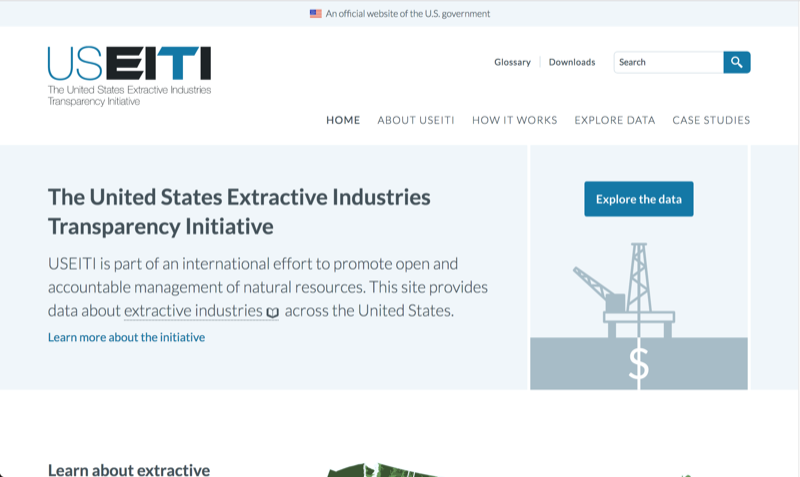 An official website of the U.S. government
USEITI
The United States Extractive Industries
Transparency Initiative
Glossary
Downloads
Search
HOME
ABOUT USEITI
HOW IT WORKS
EXPLORE DATA
CASE STUDIES
The United States Extractive Industries
Transparency Initiative
USEITI is part of an international effort to promote open and
accountable management of natural resources. This site provides
data about extractive industries across the United States.
Learn more about the initiative
Explore the data
$
Learn about extractive